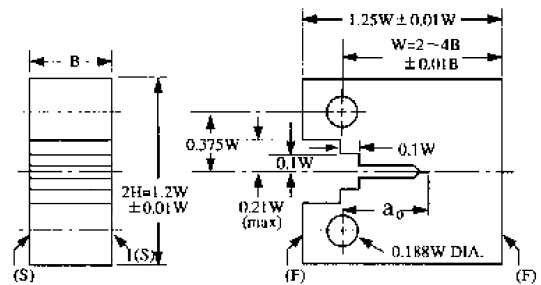 1.25W±0.01W
W=2~4B
±0.01B
B
0.375W
0.1W
0.1W
2H=1.2W
±0.01W
0.21W
(max)
a₀
0.188W DIA.
(S)
(S)
(F)
(F)